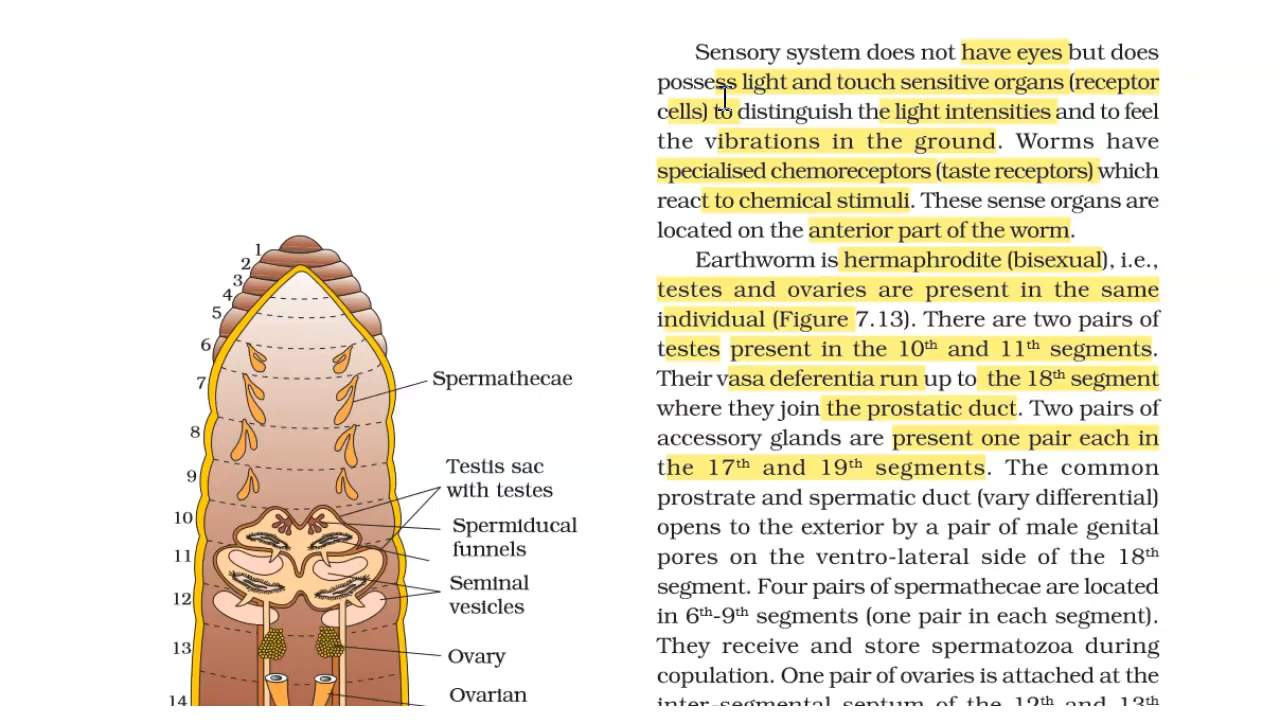 Sensory system does not have eyes but does
possess light and touch sensitive organs (receptor
cells) to distinguish the light intensities and to feel
the vibrations in the ground. Worms have
specialised chemoreceptors (taste receptors) which
react to chemical stimuli. These sense organs are
located on the anterior part of the worm.
Earthworm is hermaphrodite (bisexual), i.e.,
testes and ovaries are present in the same
individual (Figure 7.13). There are two pairs of
testes present in the 10th and 11th segments.
Their vasa deferentia run up to the 18th segment
where they join the prostatic duct. Two pairs of
accessory glands are present one pair each in
the 17th and 19th segments. The common
prostrate and spermatic duct (vary differential)
opens to the exterior by a pair of male genital
pores on the ventro-lateral side of the 18th
segment. Four pairs of spermathecae are located
in 6th-9th segments (one pair in each segment).
They receive and store spermatozoa during
copulation. One pair of ovaries is attached at the
inter-segmental septum of the 12th and 13th
1
2
3
4
5
6
7
8
9
10
11
12
13
14
Spermathecae
Testis sac
with testes
Spermiducal
funnels
Seminal
vesicles
Ovary
Ovarian